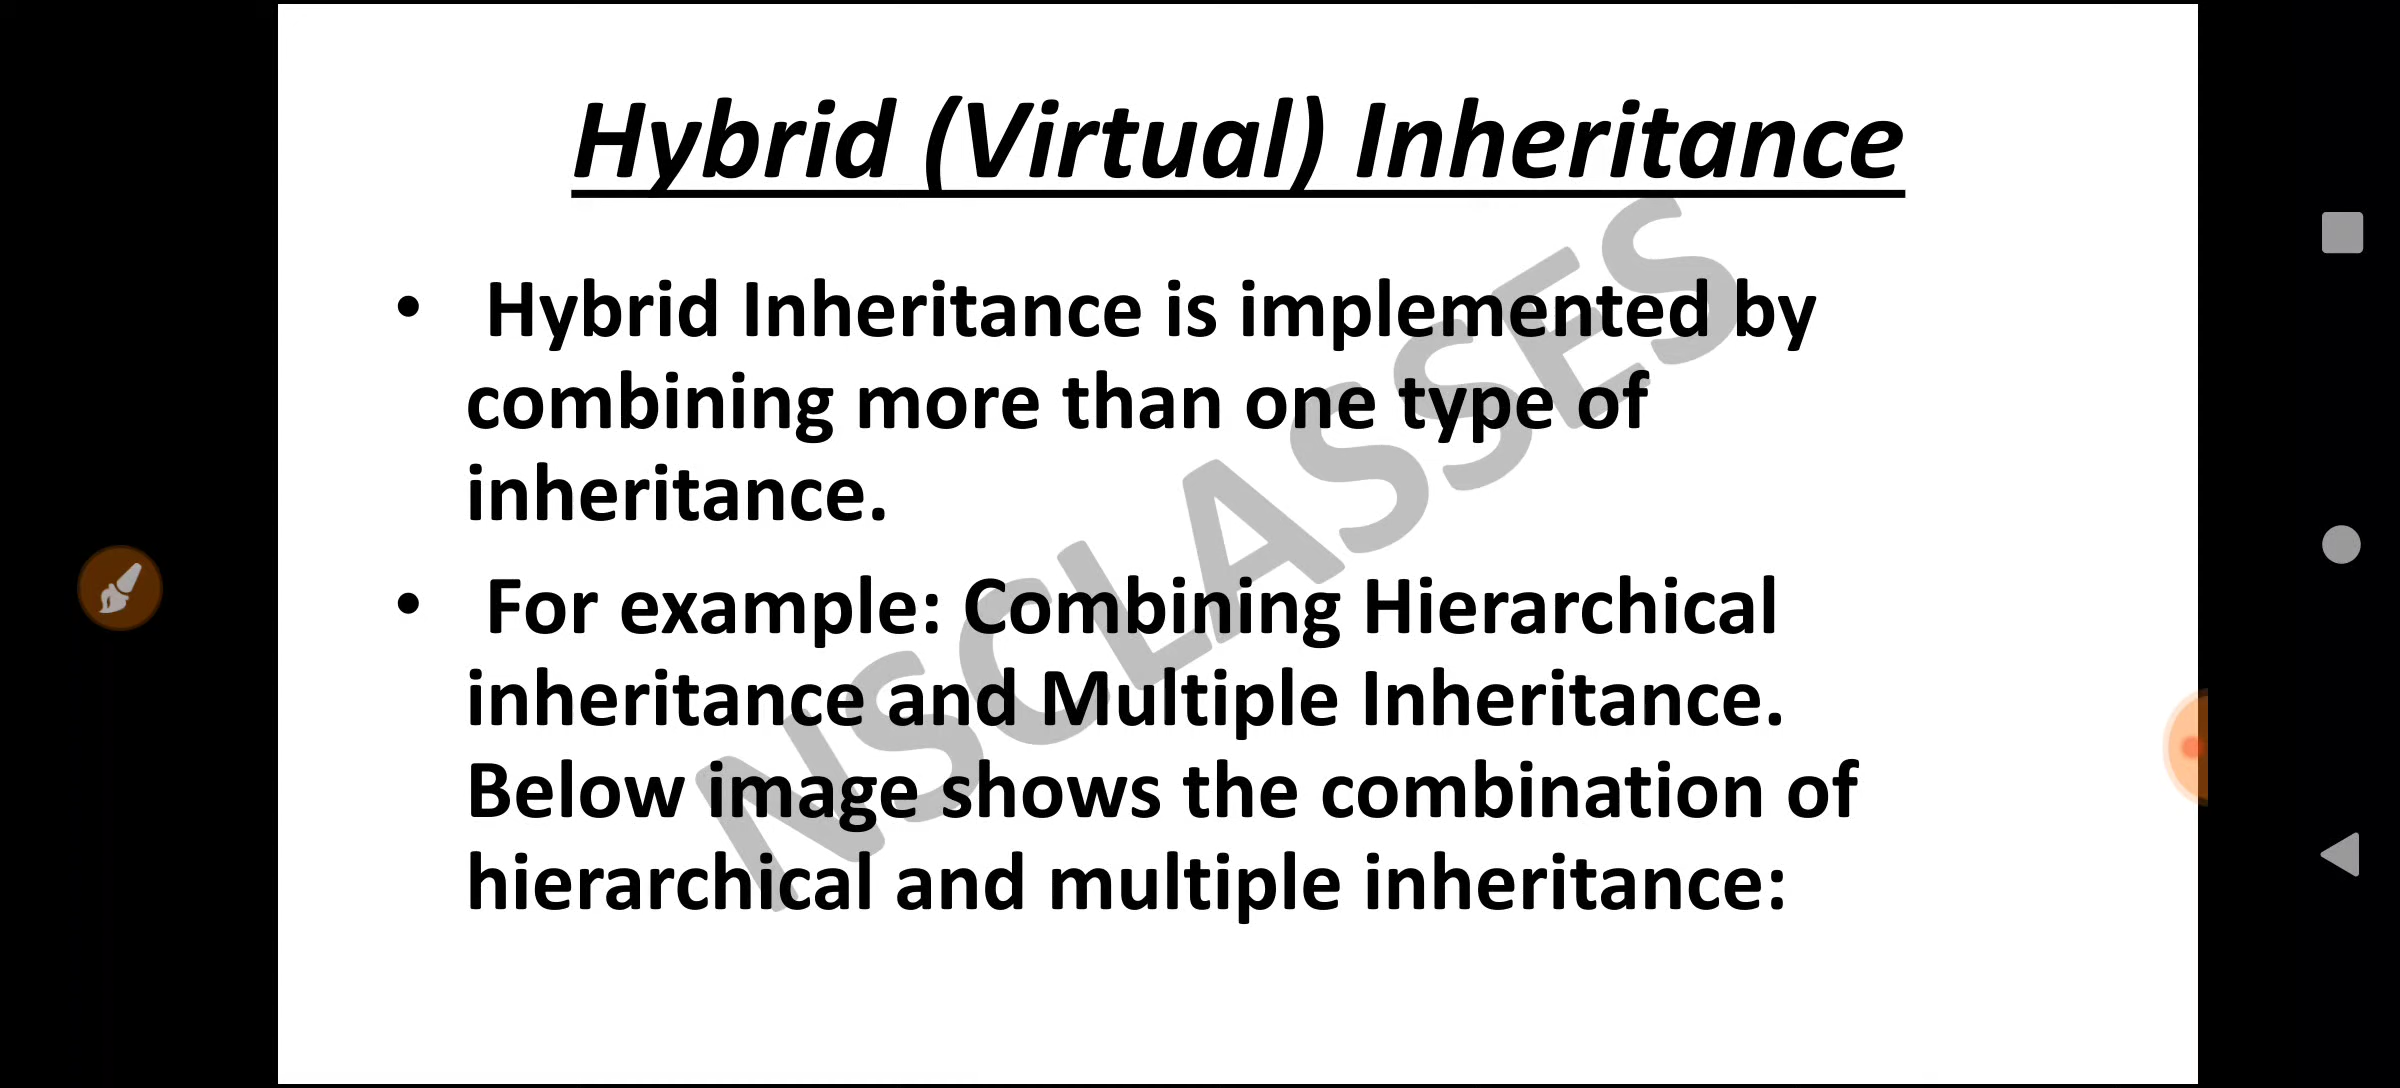 Hybrid (Virtual) Inheritance
• Hybrid Inheritance is implemented by
combining more than one type of
inheritance.
• For example: Combining Hierarchical
inheritance and Multiple Inheritance.
Below image shows the combination of
hierarchical and multiple inheritance:
NSCLASSES